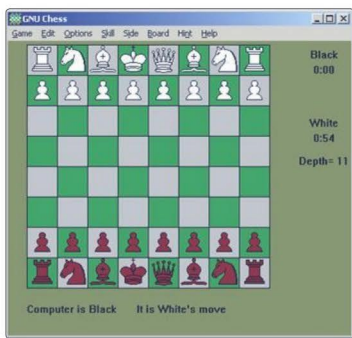 GNU Chess
Game Edit Options Skill Side Board Hint Help
Black
0:00
White
0:54
Depth= 11
Computer is Black It is White's move